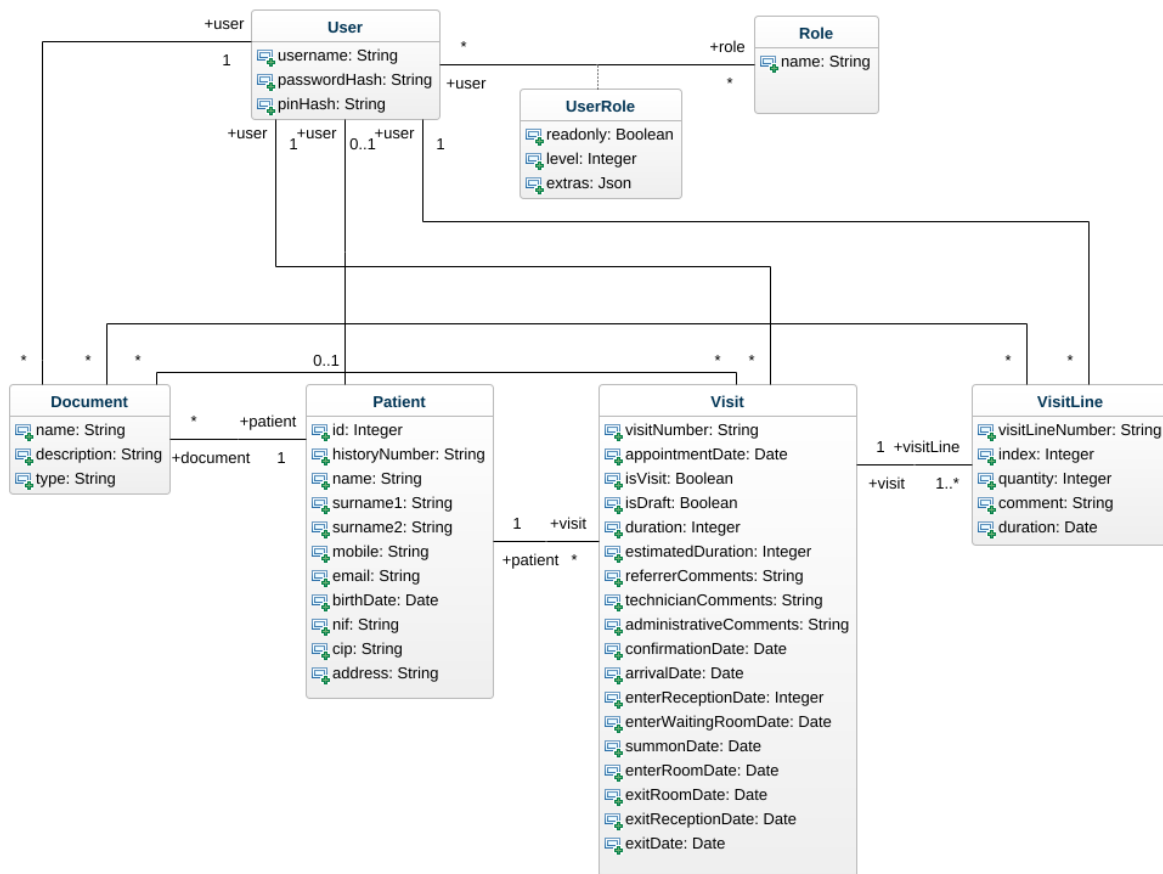 +user
User
username: String
passwordHash: String
pinHash: String
1
*
+role
+user
*
Role
name: String
UserRole
readonly: Boolean
level: Integer
extras: Json
+user
1
+user
0..1
+user
1
*
*
*
0..1
*
*
*
*
Document
name: String
description: String
type: String
*
+patient
+document
1
Patient
id: Integer
historyNumber: String
name: String
surname1: String
surname2: String
mobile: String
email: String
birthDate: Date
nif: String
cip: String
address: String
1
+visit
+patient
*
Visit
visitNumber: String
appointmentDate: Date
isVisit: Boolean
isDraft: Boolean
duration: Integer
estimatedDuration: Integer
referrerComments: String
technicianComments: String
administrativeComments: String
confirmationDate: Date
arrivalDate: Date
enterReceptionDate: Integer
enterWaitingRoomDate: Date
summonDate: Date
enterRoomDate: Date
exitRoomDate: Date
exitReceptionDate: Date
exitDate: Date
1
+visitLine
+visit
1..*
VisitLine
visitLineNumber: String
index: Integer
quantity: Integer
comment: String
duration: Date